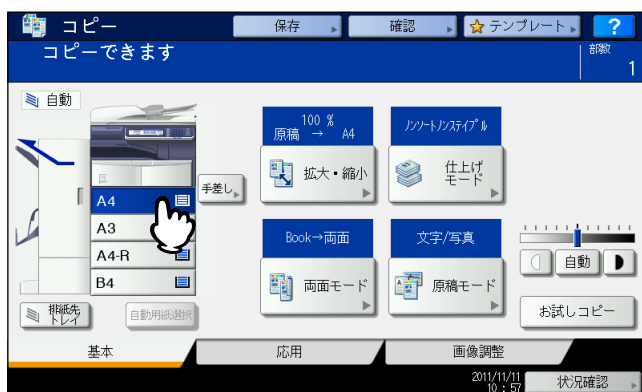 コピー
保存
確認
テンプレート
?
コピーできます
部数
1
自動
100 %
原稿 → A4
拡大・縮小
ノンソートノンステイプル
仕上げ
モード
手差し
A4
A3
A4-R
B4
Book→両面
両面モード
文字/写真
原稿モード
自動
お試しコピー
排紙先
トレイ
自動用紙選択
基本
応用
画像調整
2011/11/11
10:57
状況確認